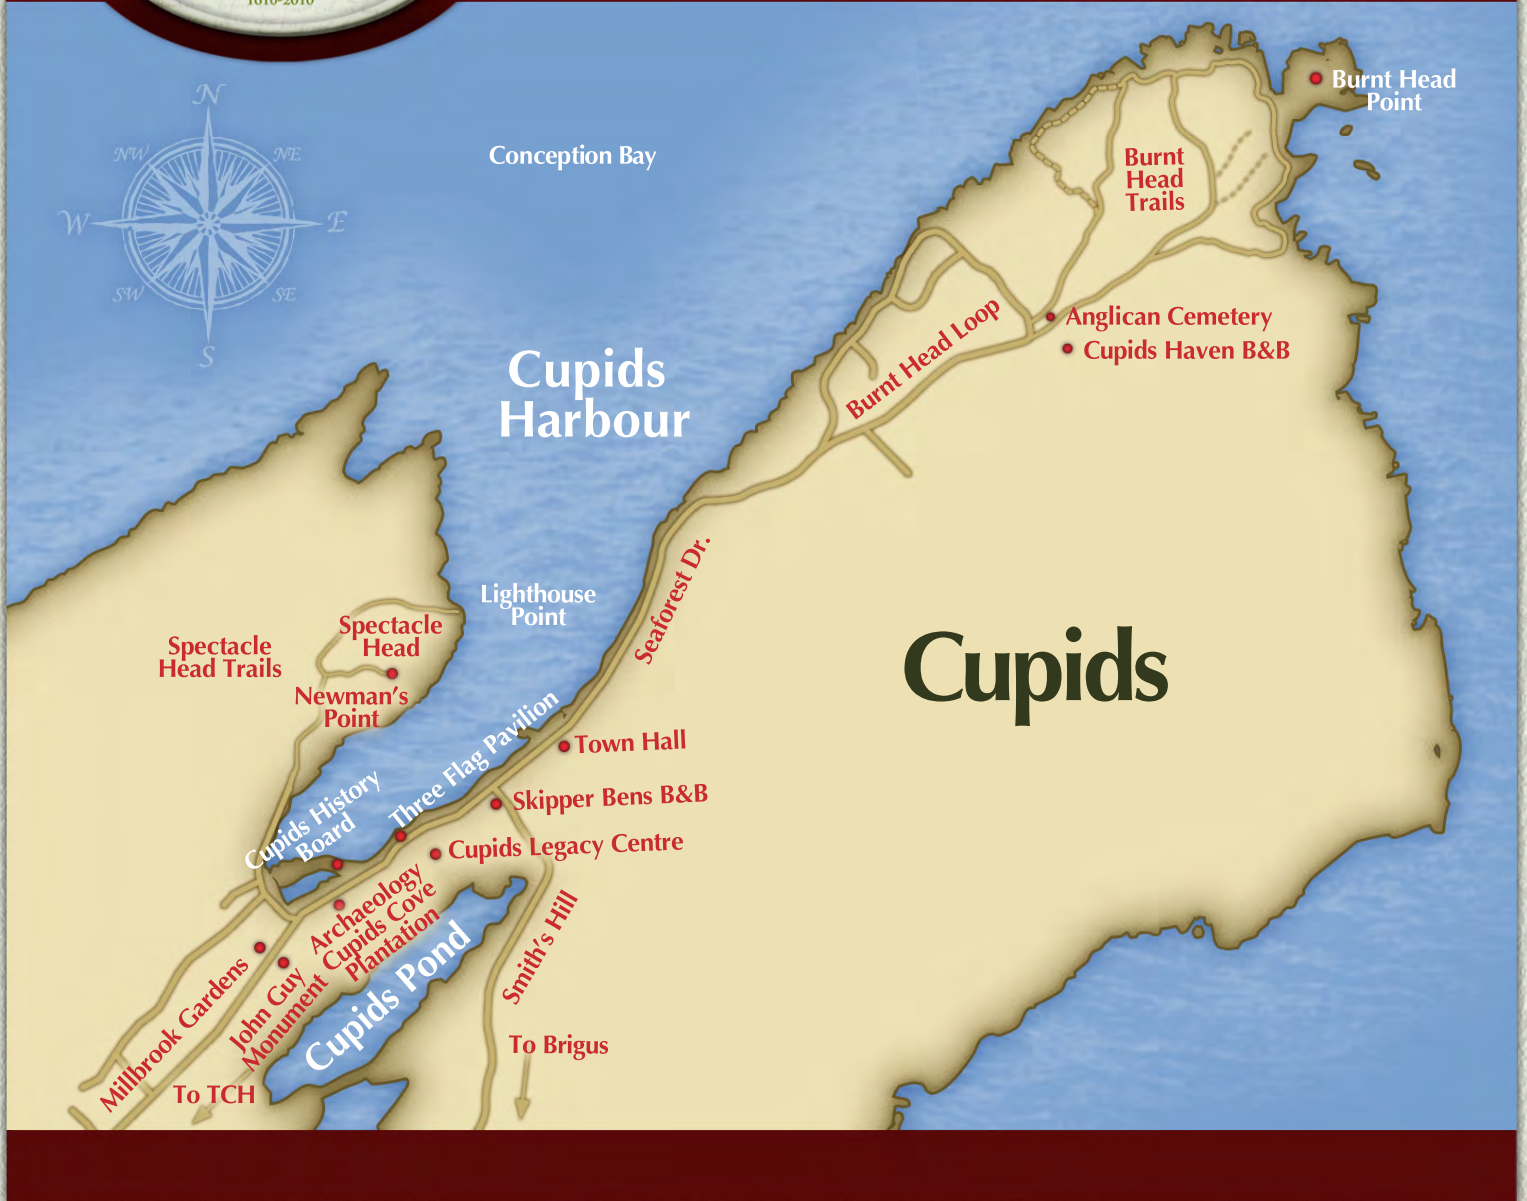 1610-2010
N
NW
NE
W
E
SW
SE
S
Conception Bay
Burnt Head
Point
Burnt
Head
Trails
Anglican Cemetery
Cupids Haven B&B
Burnt Head Loop
Cupids
Harbour
Seaforest Dr.
Lighthouse
Point
Spectacle
Head
Spectacle
Head Trails
Newman's
Point
Cupids
Three Flag Pavilion
Town Hall
Cupids History
Board
Skipper Bens B&B
Cupids Legacy Centre
Archaeology
Cupids Cove
Plantation
Smith's Hill
Cupids Pond
Millbrook Gardens
John Guy
Monument
To Brigus
To TCH